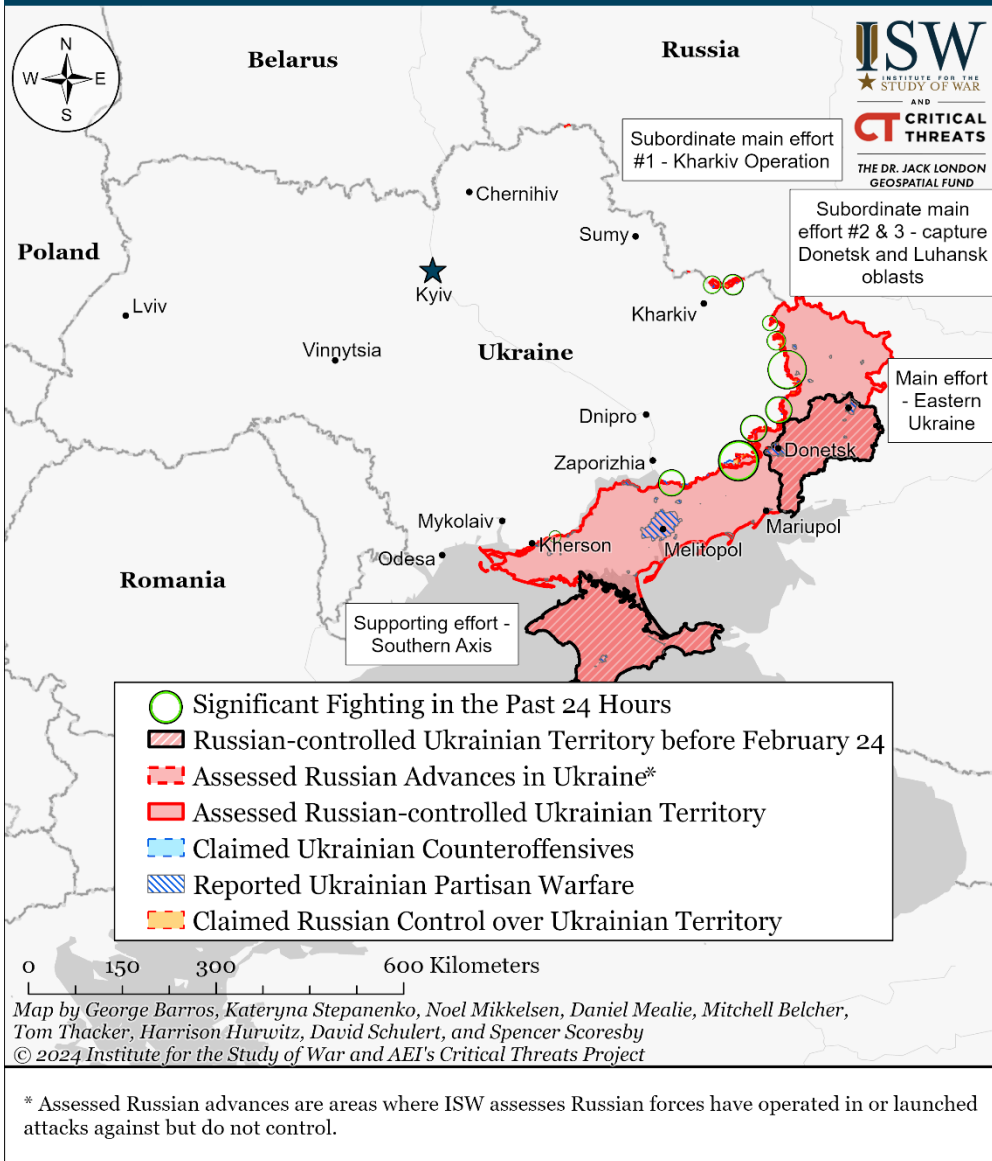 N
W
E
S
Belarus
Russia
ISW
INSTITUTE FOR THE
STUDY OF WAR
AND
CT CRITICAL
THREATS
THE DR. JACK LONDON
GEOSPATIAL FUND
Subordinate main effort
#1 - Kharkiv Operation
Subordinate main
effort #2 & 3 - capture
Donetsk and Luhansk
oblasts
Chernihiv
Sumy
Poland
Kyiv
Lviv
Kharkiv
Vinnytsia
Ukraine
Main effort
- Eastern
Ukraine
Dnipro
Donetsk
Zaporizhia
Mykolaiv
Mariupol
Kherson
Melitopol
Odesa
Romania
Supporting effort -
Southern Axis
Significant Fighting in the Past 24 Hours
Russian-controlled Ukrainian Territory before February 24
Assessed Russian Advances in Ukraine*
Assessed Russian-controlled Ukrainian Territory
Claimed Ukrainian Counteroffensives
Reported Ukrainian Partisan Warfare
Claimed Russian Control over Ukrainian Territory
0 150 300 600 Kilometers
Map by George Barros, Kateryna Stepanenko, Noel Mikkelsen, Daniel Mealie, Mitchell Belcher,
Tom Thacker, Harrison Hurwitz, David Schulert, and Spencer Scoresby
© 2024 Institute for the Study of War and AEI's Critical Threats Project
* Assessed Russian advances are areas where ISW assesses Russian forces have operated in or launched
attacks against but do not control.